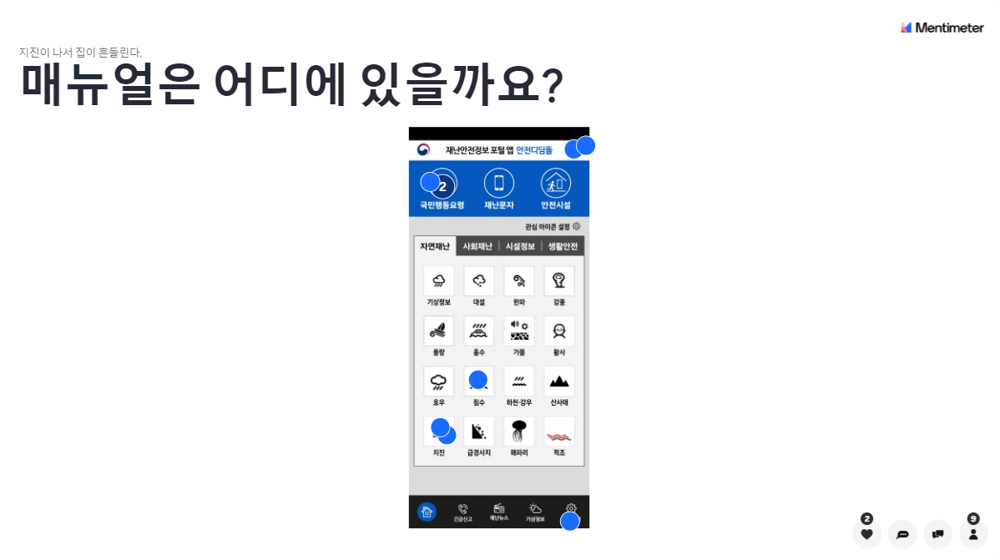 Mentimeter
지진이 나서 집이 흔들린다.
매뉴얼은 어디에 있을까요?
재난안전정보 포털 앱 안전디딤돌
2
국민행동요령 재난문자 안전시설
관심 아이콘 설정
자연재난 사회재난 시설정보 생활안전
기상정보 대설 한파 강풍
풍랑 홍수 가뭄 황사
호우 침수 하천·강우 산사태
지진 급경사지 해파리 적조
긴급신고 재난뉴스 기상정보
2 9